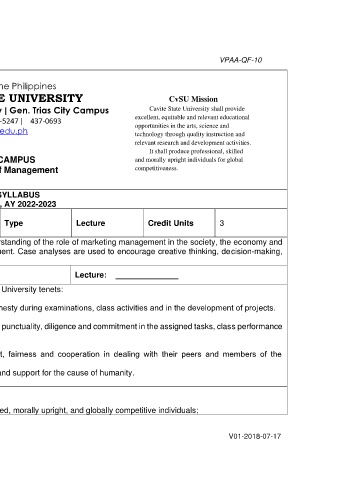 VPAA-QF-10
ne Philippines
E UNIVERSITY
y | Gen. Trias City Campus
-5247 | 437-0693
edu.ph
CvSU Mission
Cavite State University shall provide
excellent, equitable and relevant educational
opportunities in the arts, science and
technology through quality instruction and
relevant research and development activities.
It shall produce professional, skilled
and morally upright individuals for global
competitiveness.
CAMPUS
f Management
SYLLABUS
, AY 2022-2023
Type Lecture Credit Units 3
rstanding of the role of marketing management in the society, the economy and
ent. Case analyses are used to encourage creative thinking, decision-making,
Lecture: ____________
University tenets:
nesty during examinations, class activities and in the development of projects.
punctuality, diligence and commitment in the assigned tasks, class performance
t, fairness and cooperation in dealing with their peers and members of the
and support for the cause of humanity.
ed, morally upright, and globally competitive individuals;
V01-2018-07-17